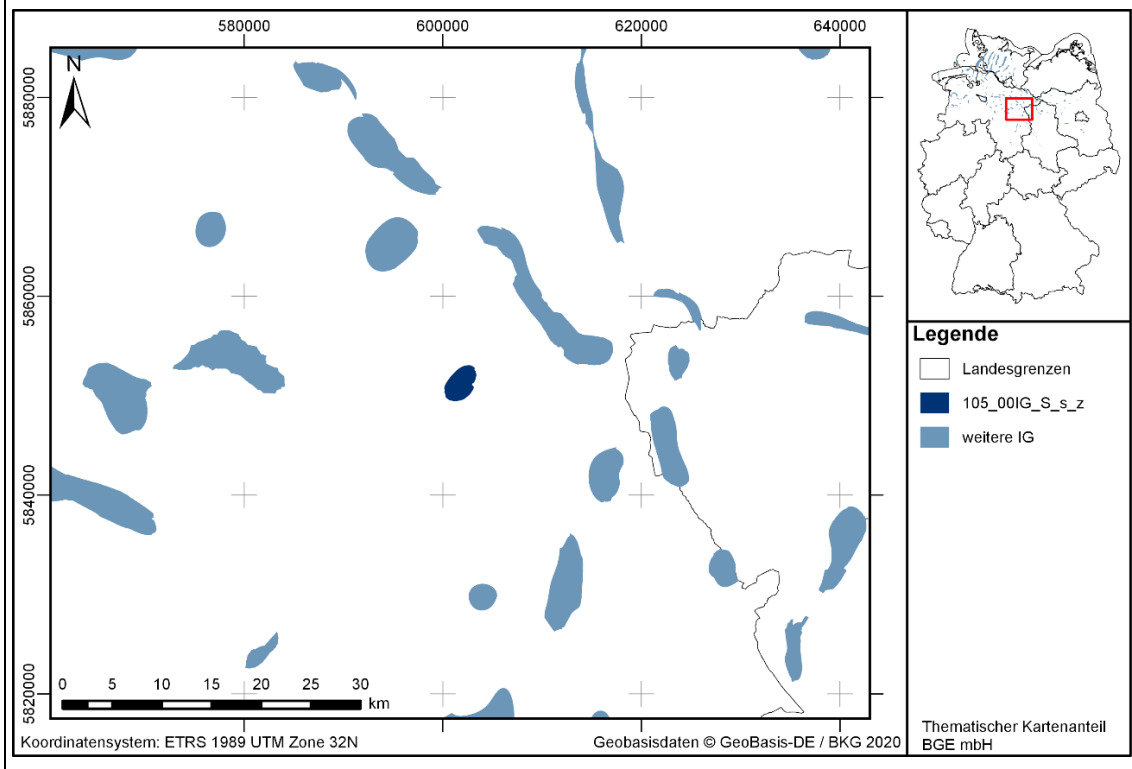 580000 600000 620000 640000
N
5880000
5860000
5840000
5820000
0 5 10 15 20 25 30
km
Koordinatensystem: ETRS 1989 UTM Zone 32N
Geobasisdaten © GeoBasis-DE / BKG 2020
Legende
Landesgrenzen
105_00IG_S_s_z
weitere IG
Thematischer Kartenanteil
BGE mbH